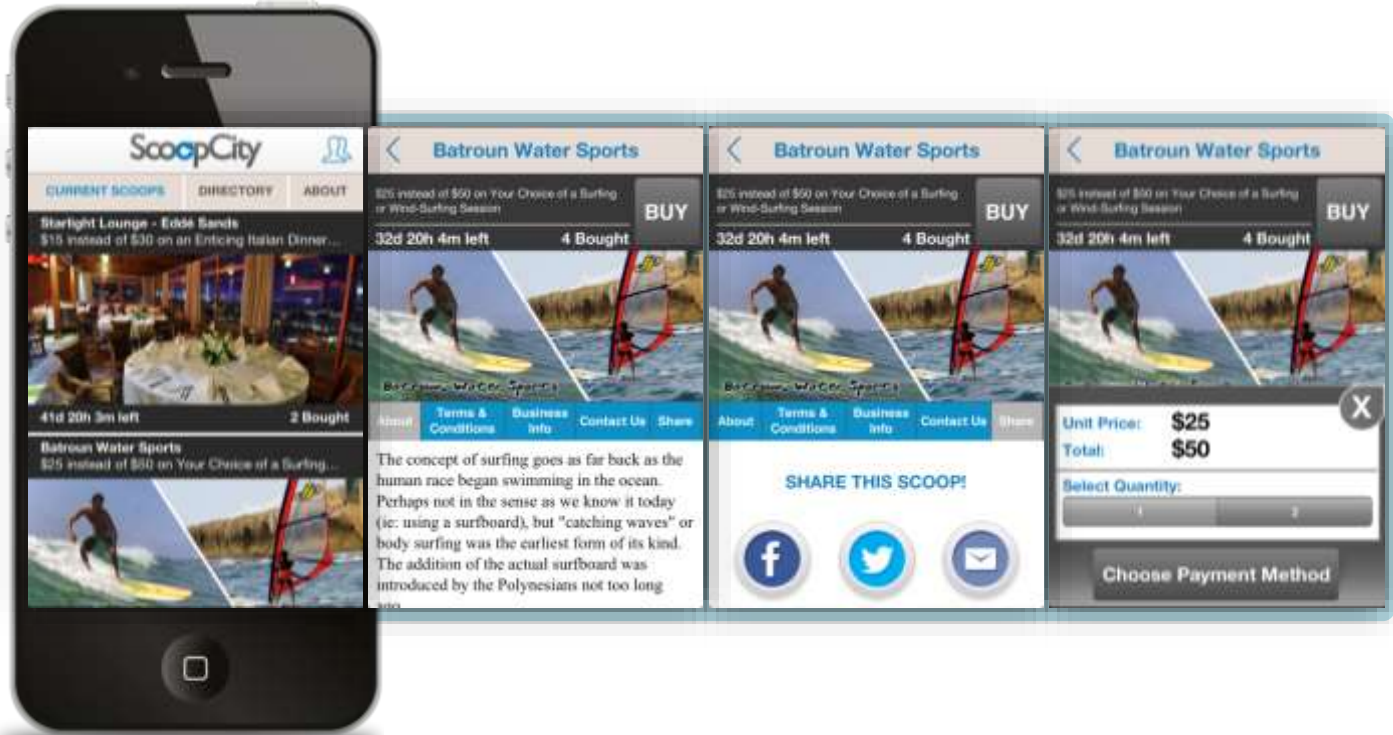 ScoopCity
CURRENT SCOOPS DIRECTORY ABOUT
Starlight Lounge - Eddé Sands
$15 instead of $30 on an Enticing Italian Dinner...
41d 20h 3m left 2 Bought
Batroun Water Sports
$25 instead of $50 on Your Choice of a Surfing...
Batroun Water Sports
$25 instead of $50 on Your Choice of a Surfing
or Wind-Surfing Session
BUY
32d 20h 4m left 4 Bought
Batroun Water Sports
About Terms & Conditions Business Info Contact Us Share
The concept of surfing goes as far back as the
human race began swimming in the ocean.
Perhaps not in the sense as we know it today
(ie: using a surfboard), but "catching waves" or
body surfing was the earliest form of its kind.
The addition of the actual surfboard was
introduced by the Polynesians not too long
ago
Batroun Water Sports
$25 instead of $50 on Your Choice of a Surfing
or Wind-Surfing Session
BUY
32d 20h 4m left 4 Bought
Batroun Water Sports
About Terms & Conditions Business Info Contact Us Share
SHARE THIS SCOOP!
Batroun Water Sports
$25 instead of $50 on Your Choice of a Surfing
or Wind-Surfing Session
BUY
32d 20h 4m left 4 Bought
X
Unit Price: $25
Total: $50
Select Quantity:
1 2
Choose Payment Method